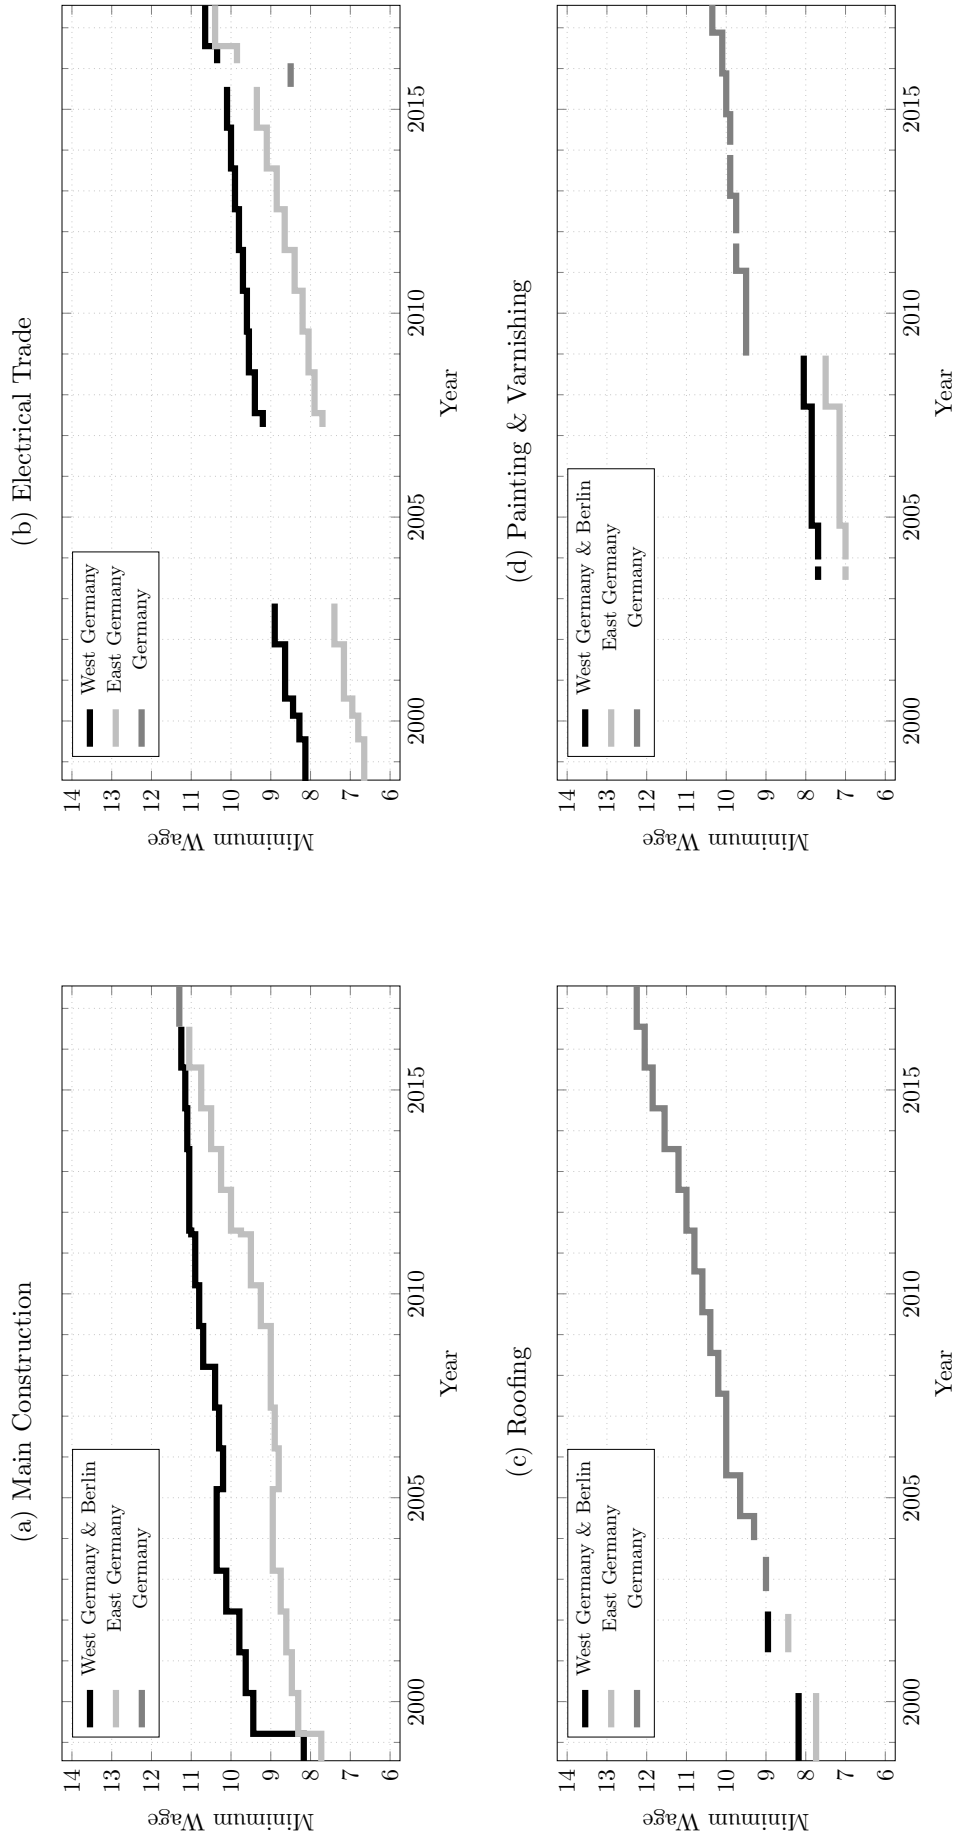 (a) Main Construction
West Germany & Berlin
East Germany
Germany
14
13
12
11
10
9
8
7
6
Minimum Wage
2000
2005
2010
2015
Year
(b) Electrical Trade
West Germany
East Germany
Germany
14
13
12
11
10
9
8
7
6
Minimum Wage
2000
2005
2010
2015
Year
(c) Roofing
West Germany & Berlin
East Germany
Germany
14
13
12
11
10
9
8
7
6
Minimum Wage
2000
2005
2010
2015
Year
(d) Painting & Varnishing
West Germany & Berlin
East Germany
Germany
14
13
12
11
10
9
8
7
6
Minimum Wage
2000
2005
2010
2015
Year